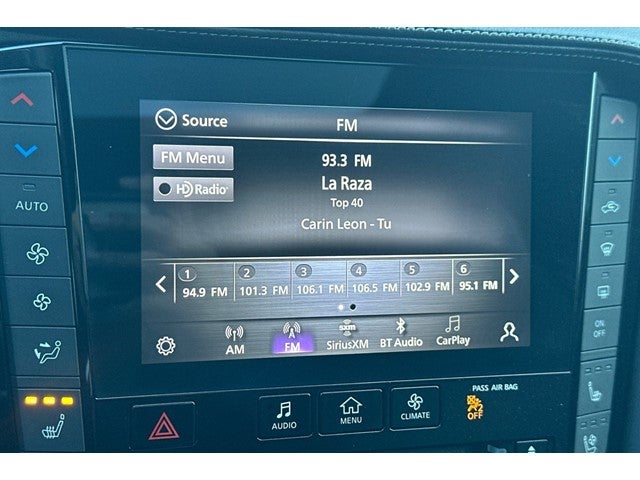 Source
FM
FM Menu
93.3 FM
HD Radio
La Raza
Top 40
Carin Leon - Tu
1
2
3
4
5
6
94.9 FM
101.3 FM
106.1 FM
106.5 FM
102.9 FM
95.1 FM
AM
FM
SXM
SiriusXM
BT Audio
CarPlay
AUTO
ON
OFF
AUDIO
MENU
CLIMATE
PASS AIR BAG
2
OFF